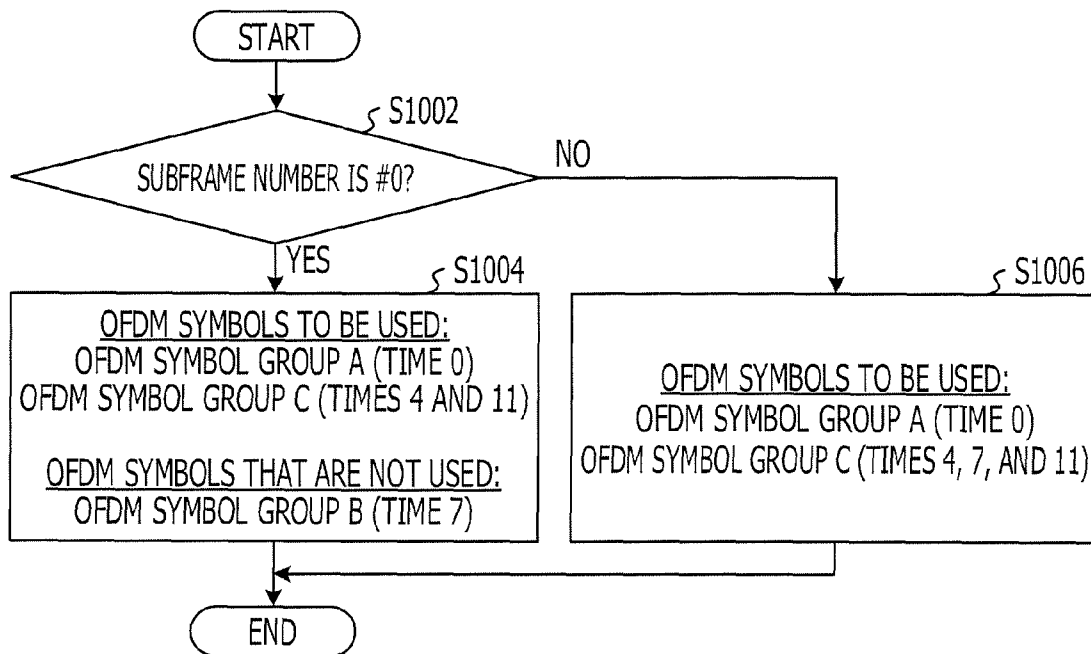 START
S1002
SUBFRAME NUMBER IS #0?
NO
YES
S1004
OFDM SYMBOLS TO BE USED:
OFDM SYMBOL GROUP A (TIME 0)
OFDM SYMBOL GROUP C (TIMES 4 AND 11)
OFDM SYMBOLS THAT ARE NOT USED:
OFDM SYMBOL GROUP B (TIME 7)
S1006
OFDM SYMBOLS TO BE USED:
OFDM SYMBOL GROUP A (TIME 0)
OFDM SYMBOL GROUP C (TIMES 4, 7, AND 11)
END